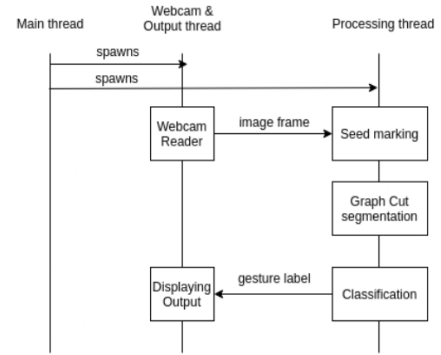 Main thread
Webcam &
Output thread
Processing thread
spawns
spawns
Webcam
Reader
image frame
Seed marking
Graph Cut
segmentation
Displaying
Output
gesture label
Classification